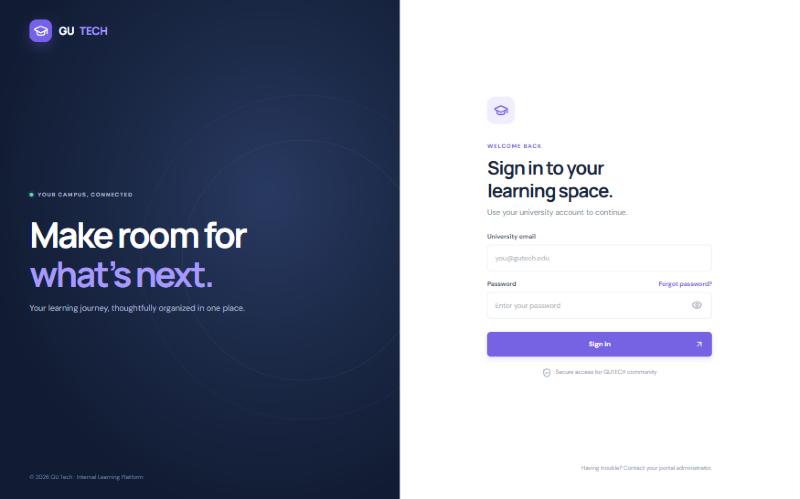 GU TECH
YOUR CAMPUS, CONNECTED
Make room for
what's next.
Your learning journey, thoughtfully organized in one place.
© 2026 GU Tech · Internal Learning Platform
WELCOME BACK
Sign in to your
learning space.
Use your university account to continue.
University email
you@gutech.edu
Password Forgot password?
Enter your password
Sign in
Secure access for GUTECH community
Having trouble? Contact your portal administrator.